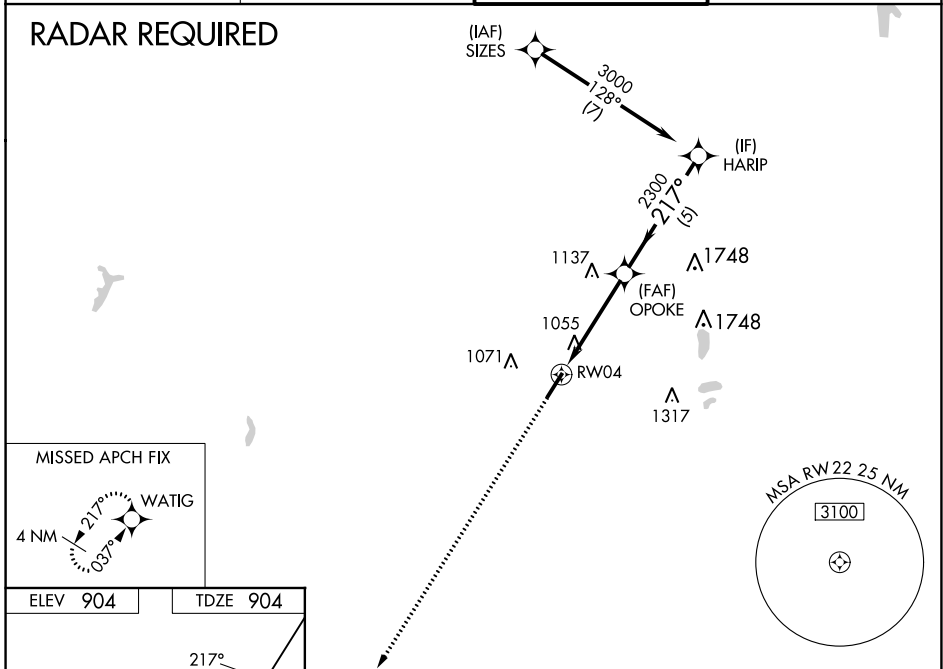 RADAR REQUIRED
(IAF)
SIZES
3000
128°
(7)
(IF)
HARIP
2300
217°
(5)
1137
1748
(FAF)
OPOKE
1055
1748
1071
RW04
1317
MISSED APCH FIX
217°
WATIG
4 NM
037°
MSA RW22 25 NM
3100
ELEV 904
TDZE 904
217°